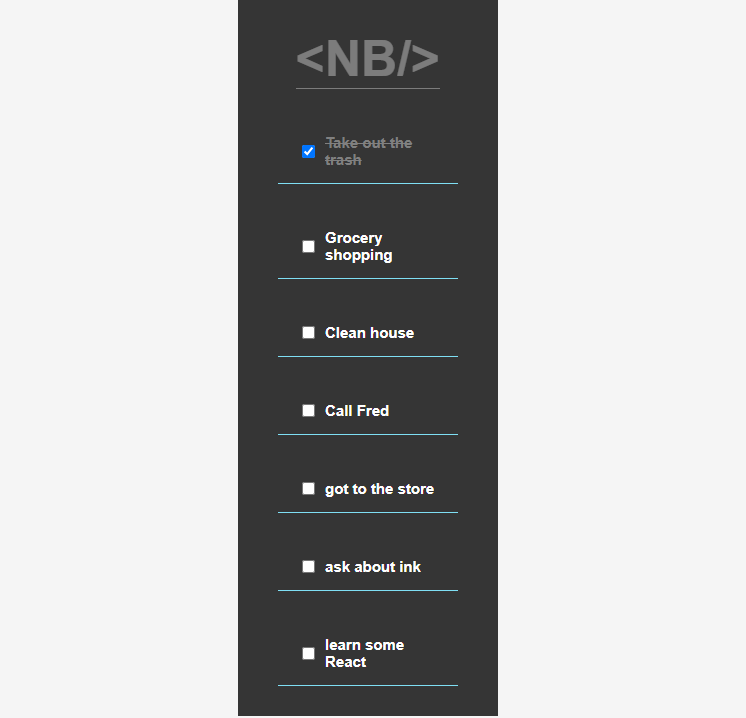 <NB/>
Take out the
trash
Grocery
shopping
Clean house
Call Fred
got to the store
ask about ink
learn some
React